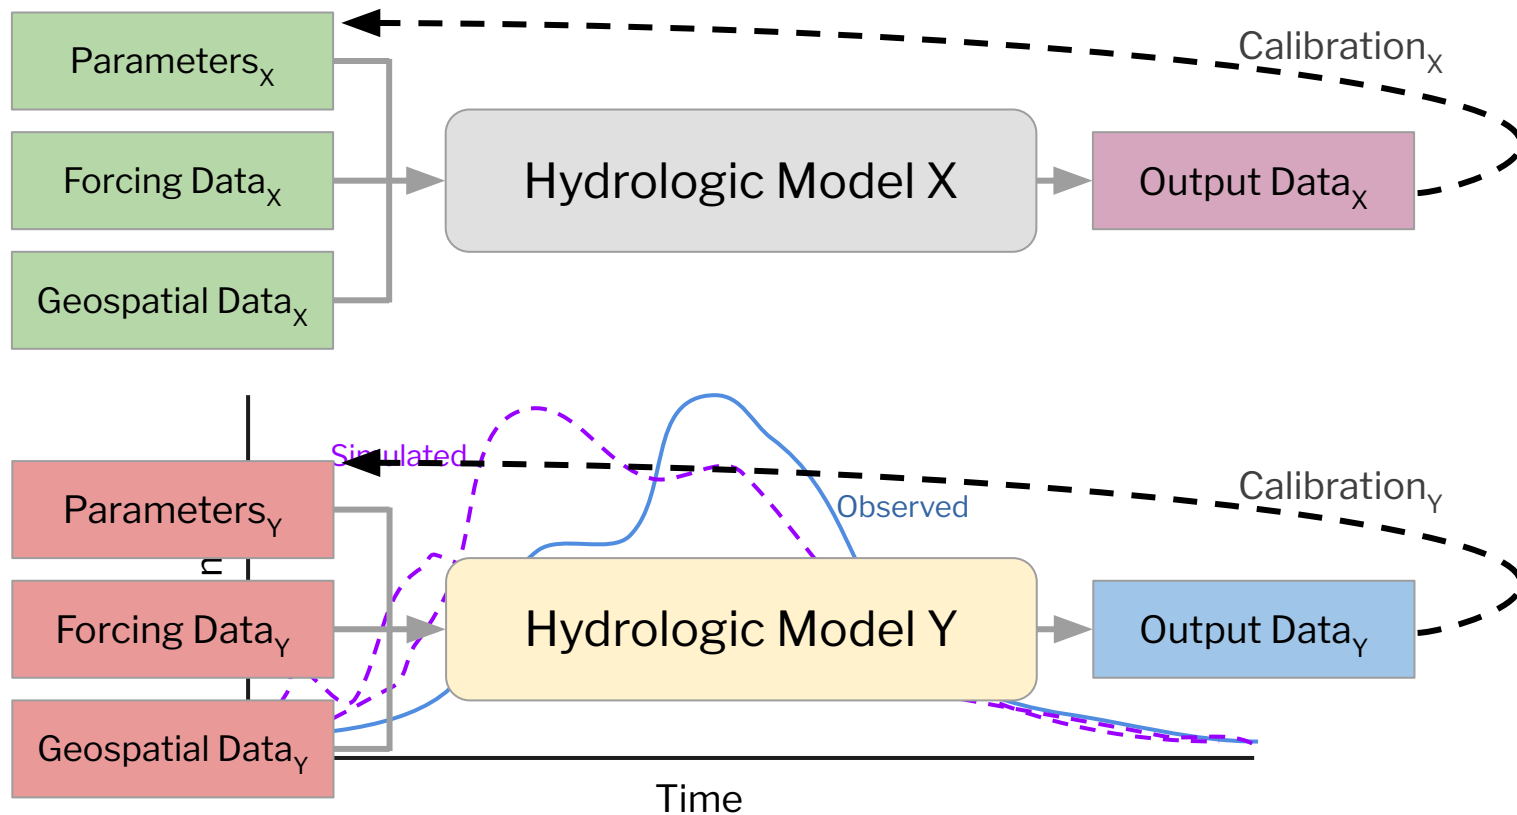 Parameters_X
Calibration_X
Forcing Data_X
Hydrologic Model X
Output Data_X
Geospatial Data_X
Simulated
Parameters_Y
Calibration_Y
Observed
Forcing Data_Y
Hydrologic Model Y
Output Data_Y
Geospatial Data_Y
Time